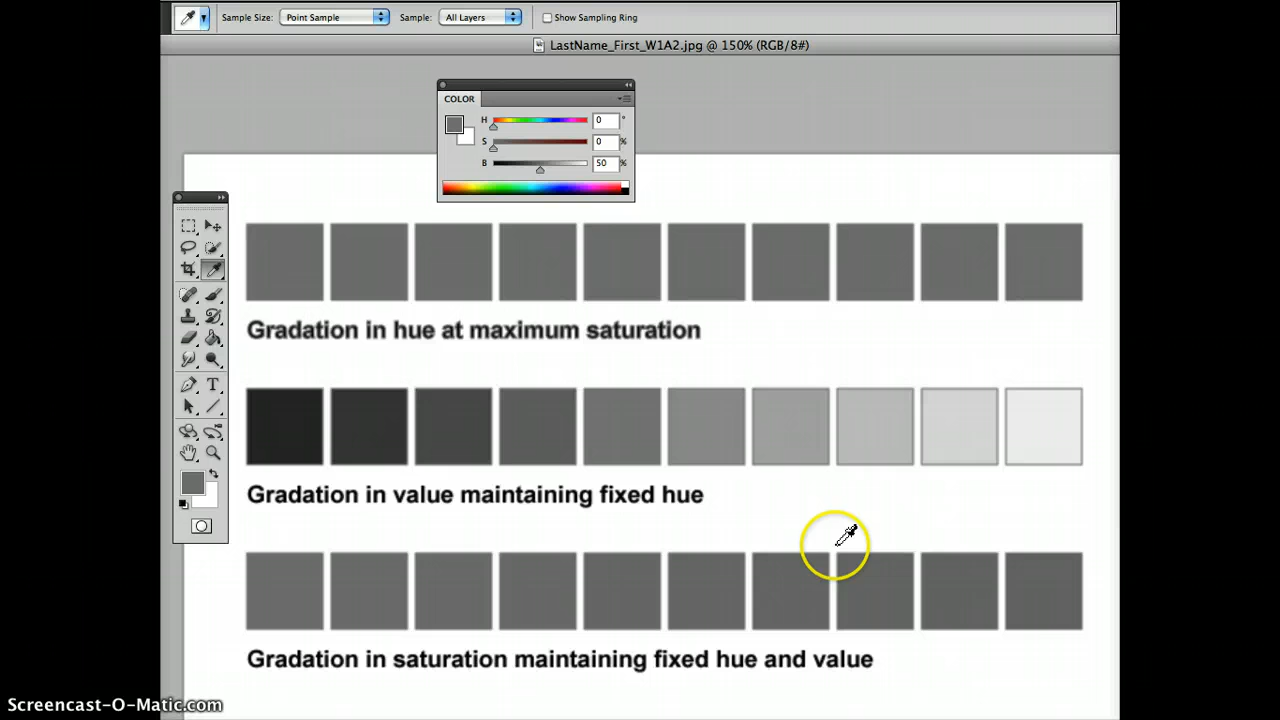 Sample Size: Point Sample Sample: All Layers Show Sampling Ring
LastName_First_W1A2.jpg @ 150% (RGB/8#)
COLOR
H 0 °
S 0 %
B 50 %
Gradation in hue at maximum saturation
Gradation in value maintaining fixed hue
Gradation in saturation maintaining fixed hue and value
Screencast-O-Matic.com